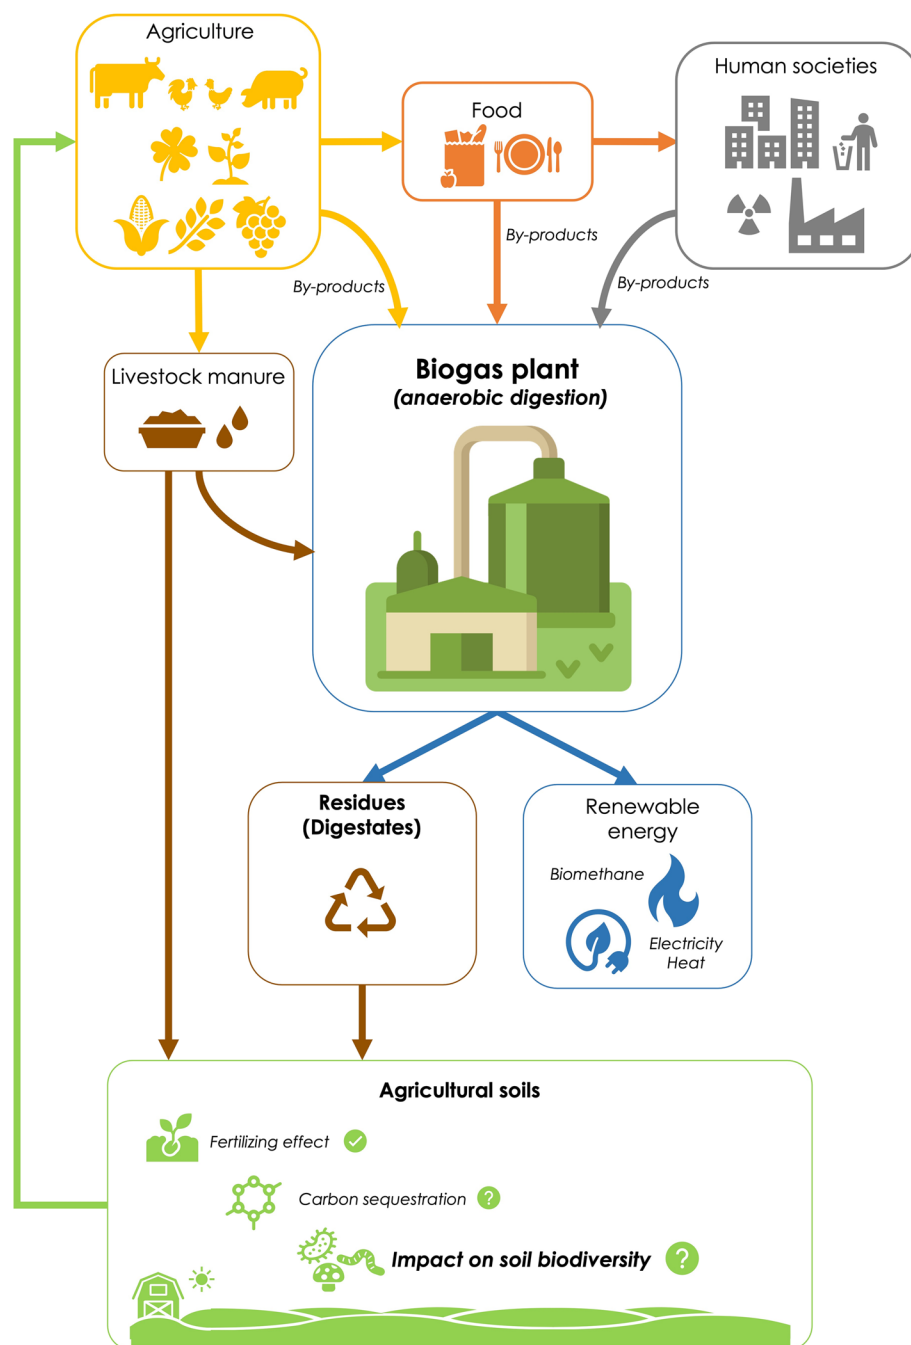 Agriculture
Food
Human societies
By-products
By-products
By-products
Livestock manure
Biogas plant
(anaerobic digestion)
Residues
(Digestates)
Renewable
energy
Biomethane
Electricity
Heat
Agricultural soils
Fertilizing effect
Carbon sequestration ?
Impact on soil biodiversity ?